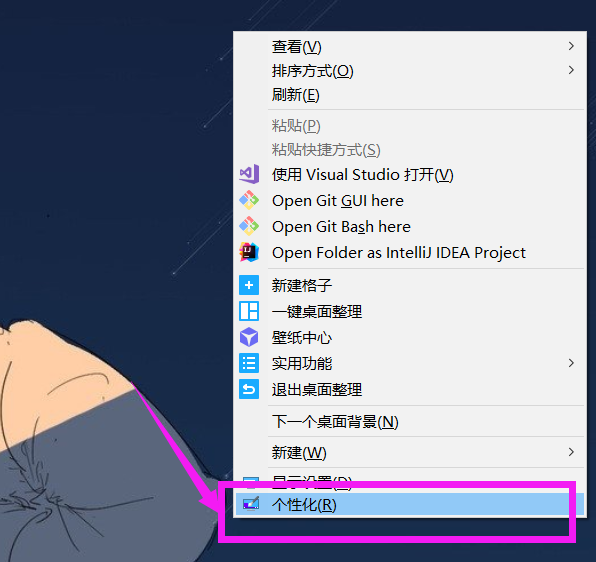 查看(V)
排序方式(O)
刷新(E)
粘贴(P)
粘贴快捷方式(S)
使用 Visual Studio 打开(V)
Open Git GUI here
Open Git Bash here
Open Folder as IntelliJ IDEA Project
新建格子
一键桌面整理
壁纸中心
实用功能
退出桌面整理
下一个桌面背景(N)
新建(W)
显示设置(D)
个性化(R)